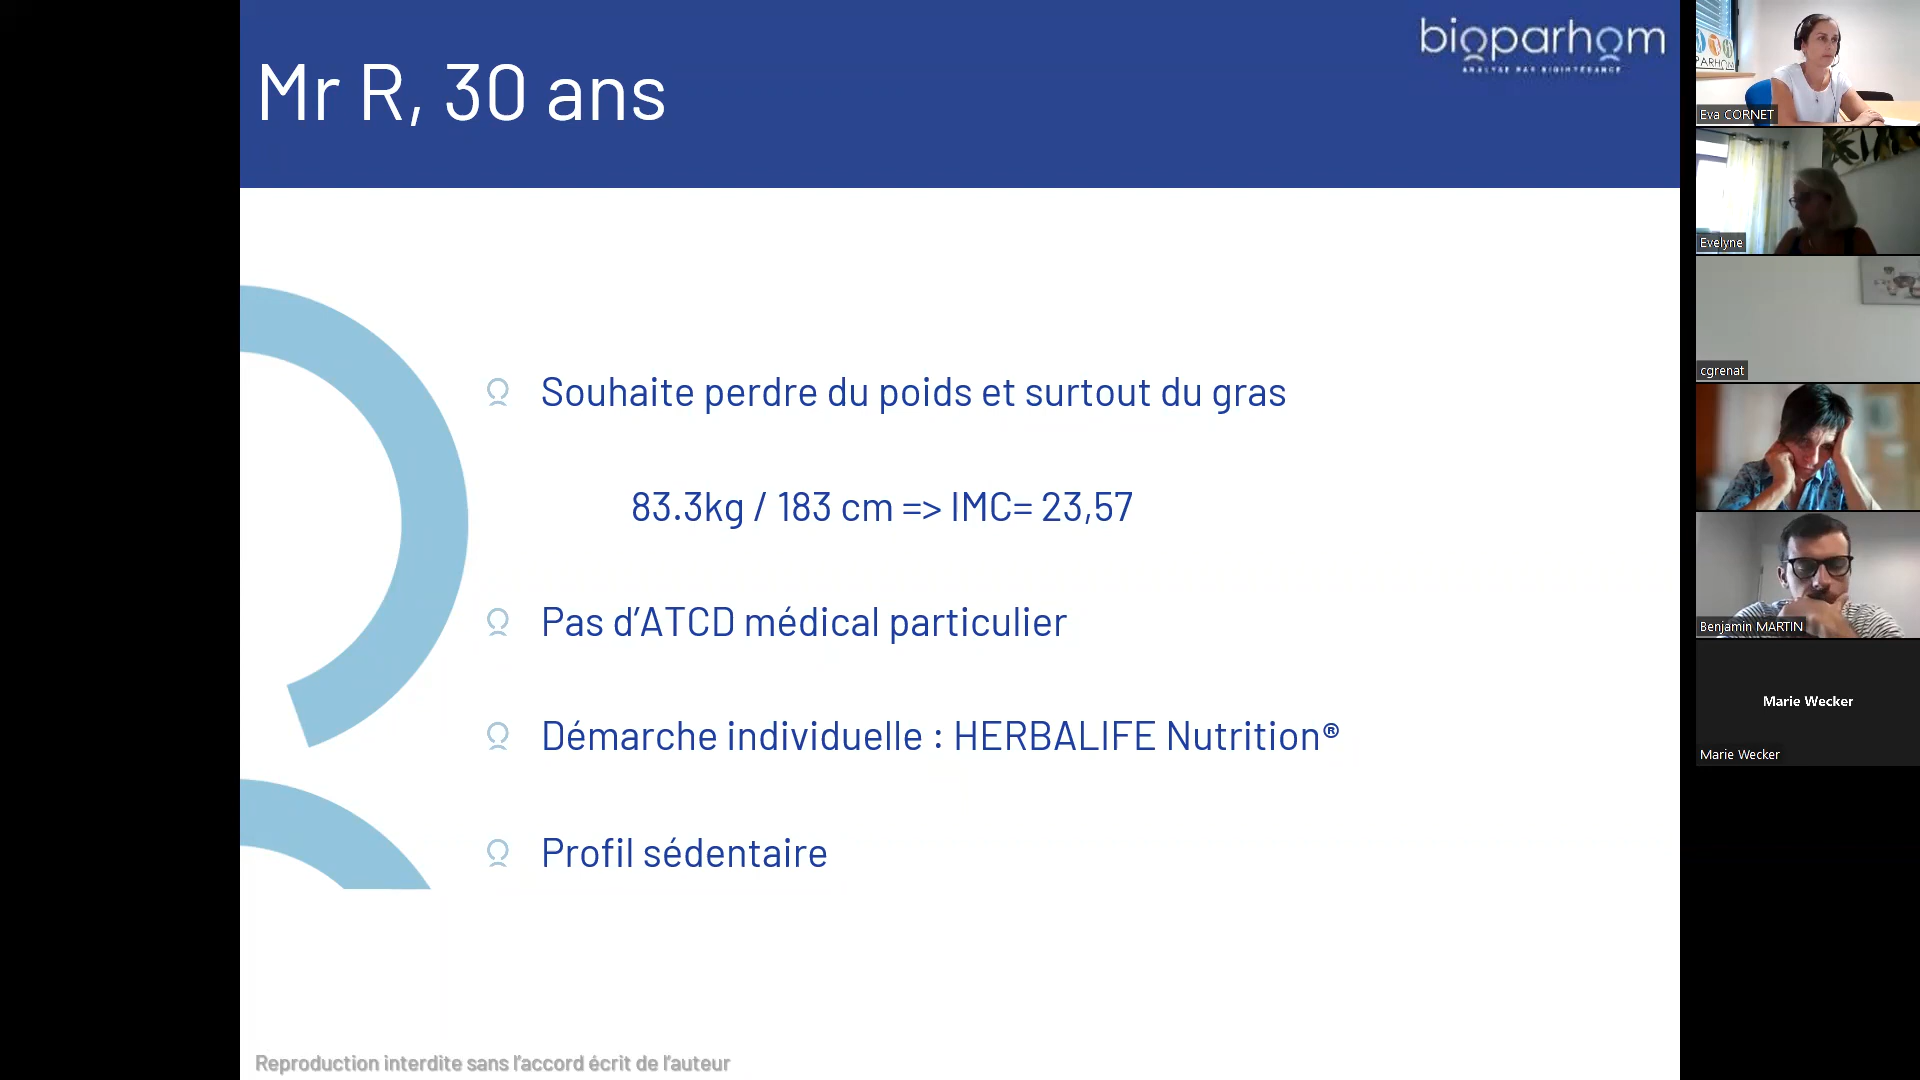 Mr R, 30 ans
bioparhom
ANALYSE PAR BIOIMPÉDANCE
Souhaite perdre du poids et surtout du gras
83.3kg / 183 cm => IMC= 23,57
Pas d’ATCD médical particulier
Démarche individuelle : HERBALIFE Nutrition®
Profil sédentaire
Reproduction interdite sans l’accord écrit de l’auteur
Eva CORNET
Evelyne
cgrenat
Benjamin MARTIN
Marie Wecker
Marie Wecker